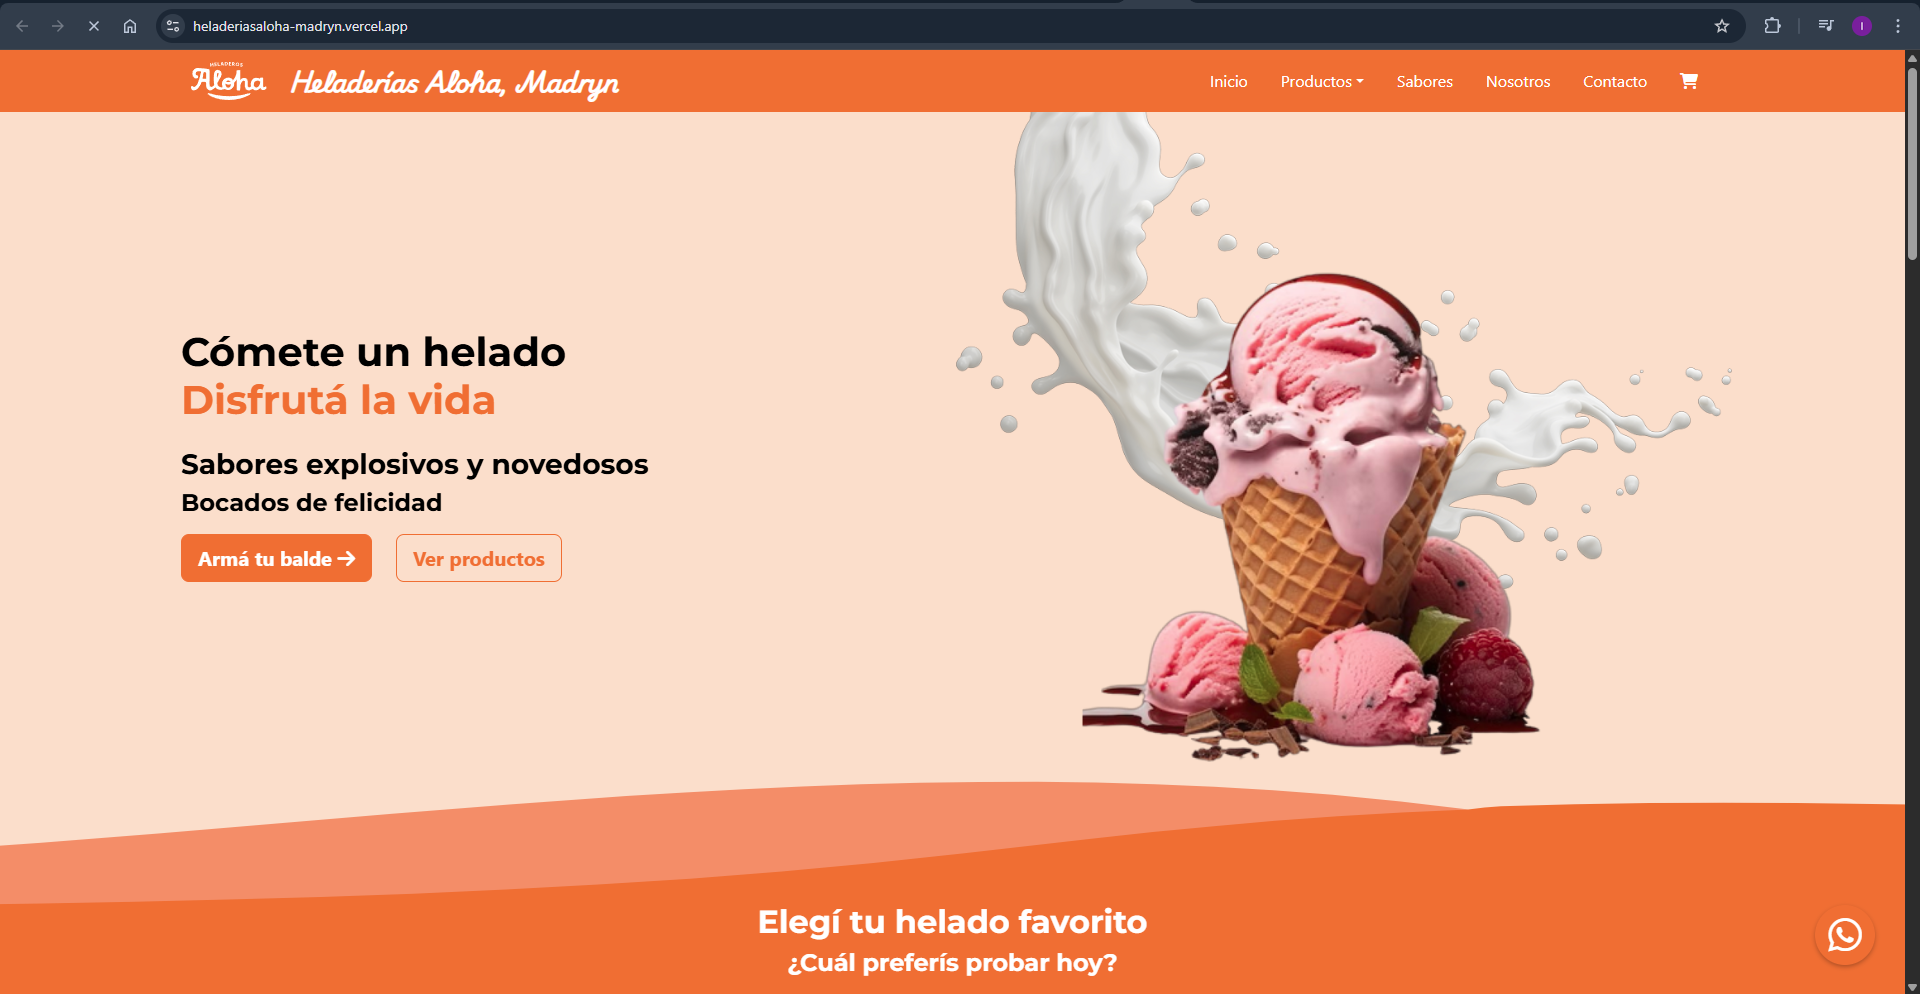 heladeriasaloha-madryn.vercel.app
I
HELADEROS
Aloha
Heladerías Aloha, Madryn
Inicio
Productos
Sabores
Nosotros
Contacto
Cómete un helado
Disfrutá la vida
Sabores explosivos y novedosos
Bocados de felicidad
Armá tu balde
Ver productos
Elegí tu helado favorito
¿Cuál preferís probar hoy?